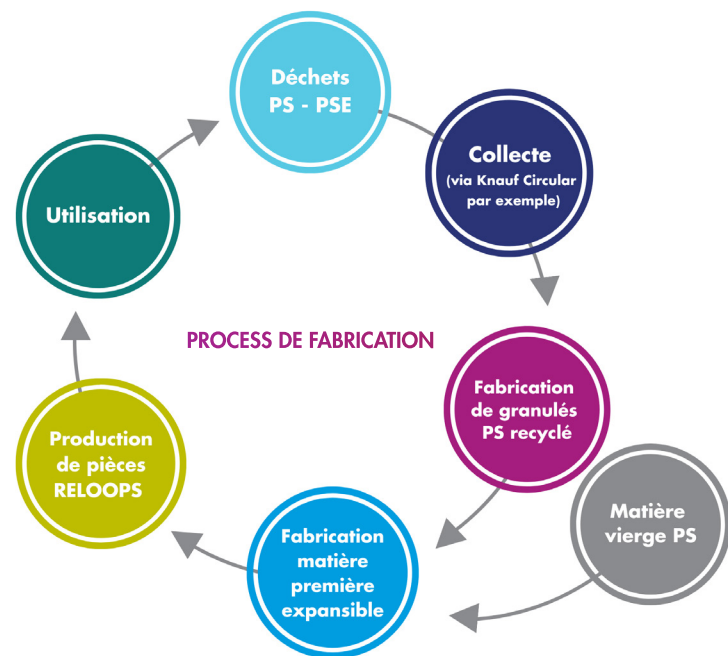 Déchets
PS - PSE
Collecte
(via Knauf Circular
par exemple)
Utilisation
PROCESS DE FABRICATION
Fabrication
de granulés
PS recyclé
Production
de pièces
RELOOPS
Matière
vierge PS
Fabrication
matière
première
expansible